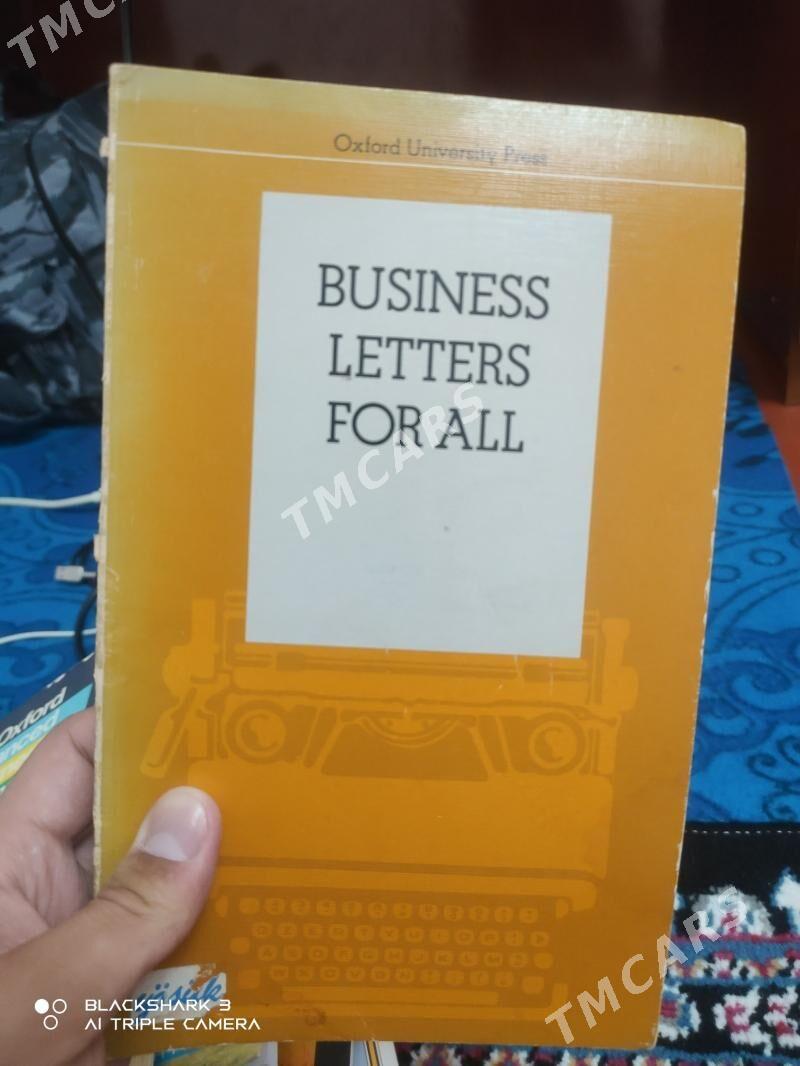 TMCARS
Oxford University Press
BUSINESS
LETTERS
FOR ALL
TMCARS
Oxford
TMCARS
BLACKSHARK 3
AI TRIPLE CAMERA